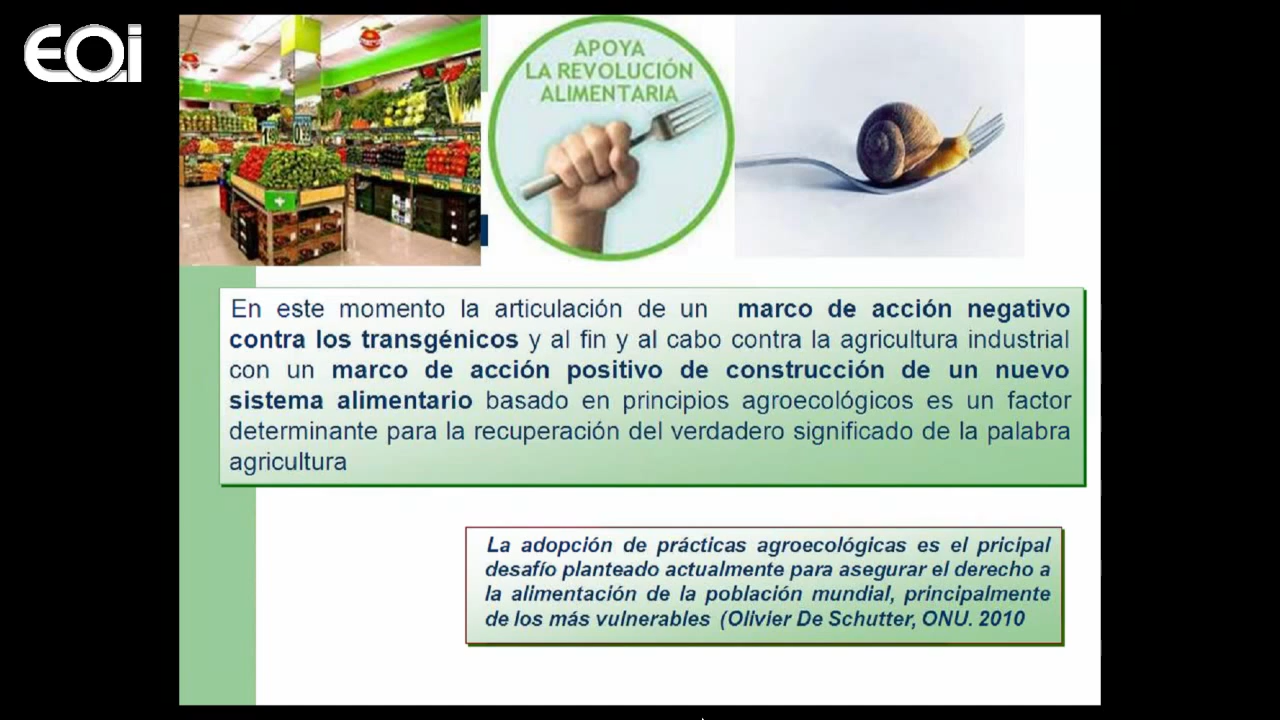 EOi
APOYA
LA REVOLUCIÓN
ALIMENTARIA
En este momento la articulación de un marco de acción negativo
contra los transgénicos y al fin y al cabo contra la agricultura industrial
con un marco de acción positivo de construcción de un nuevo
sistema alimentario basado en principios agroecológicos es un factor
determinante para la recuperación del verdadero significado de la palabra
agricultura
La adopción de prácticas agroecológicas es el pricipal
desafío planteado actualmente para asegurar el derecho a
la alimentación de la población mundial, principalmente
de los más vulnerables (Olivier De Schutter, ONU. 2010